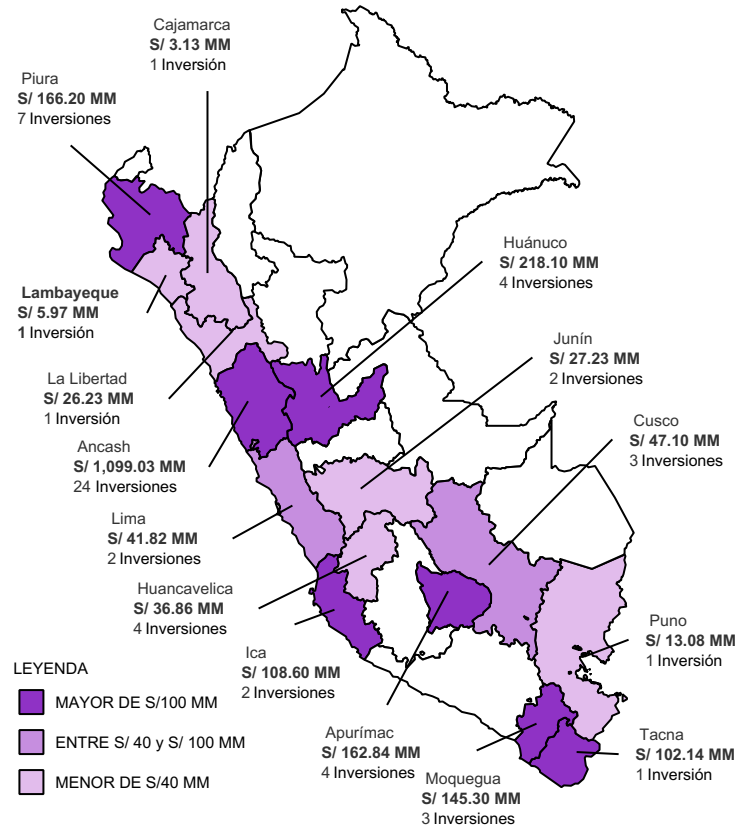 Cajamarca
S/ 3.13 MM
1 Inversión
Piura
S/ 166.20 MM
7 Inversiones
Huánuco
S/ 218.10 MM
4 Inversiones
Lambayeque
S/ 5.97 MM
1 Inversión
Junín
S/ 27.23 MM
2 Inversiones
La Libertad
S/ 26.23 MM
1 Inversión
Cusco
S/ 47.10 MM
3 Inversiones
Ancash
S/ 1,099.03 MM
24 Inversiones
Lima
S/ 41.82 MM
2 Inversiones
Huancavelica
S/ 36.86 MM
4 Inversiones
Puno
S/ 13.08 MM
1 Inversión
Ica
S/ 108.60 MM
2 Inversiones
LEYENDA
MAYOR DE S/100 MM
ENTRE S/ 40 y S/ 100 MM
MENOR DE S/40 MM
Apurímac
S/ 162.84 MM
4 Inversiones
Moquegua
S/ 145.30 MM
3 Inversiones
Tacna
S/ 102.14 MM
1 Inversión